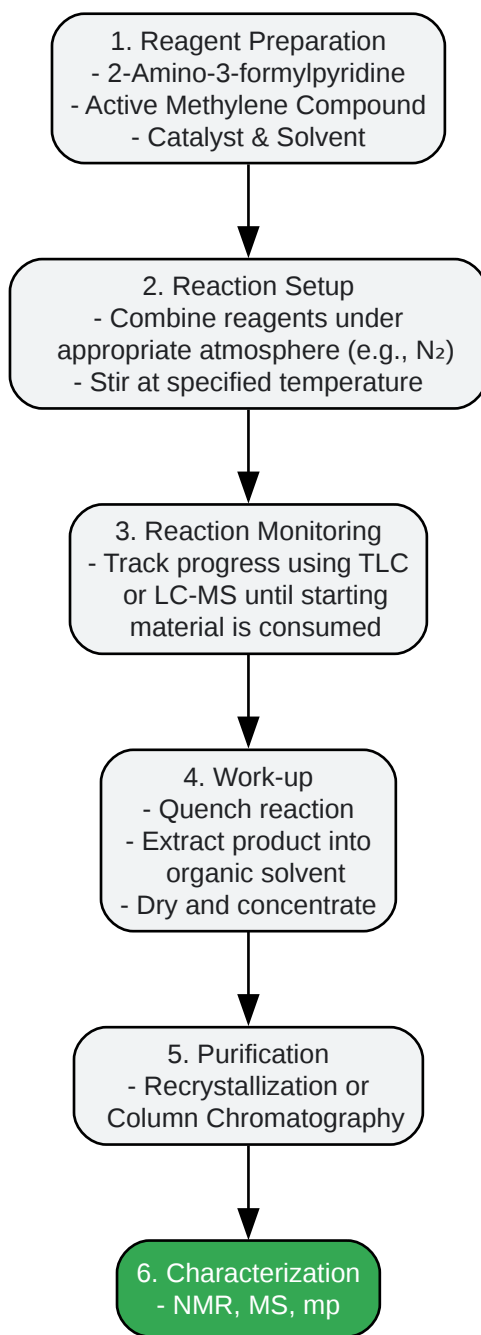 1. Reagent Preparation
- 2-Amino-3-formylpyridine
- Active Methylene Compound
- Catalyst & Solvent
2. Reaction Setup
- Combine reagents under
appropriate atmosphere (e.g., N₂)
- Stir at specified temperature
3. Reaction Monitoring
- Track progress using TLC
or LC-MS until starting
material is consumed
4. Work-up
- Quench reaction
- Extract product into
organic solvent
- Dry and concentrate
5. Purification
- Recrystallization or
Column Chromatography
6. Characterization
- NMR, MS, mp